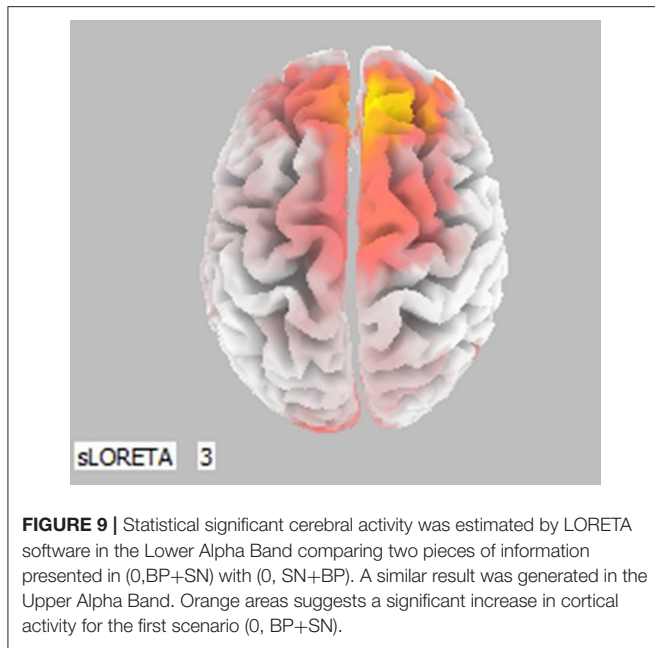 sLORETA 3
FIGURE 9 | Statistical significant cerebral activity was estimated by LORETA
software in the Lower Alpha Band comparing two pieces of information
presented in (0,BP+SN) with (0, SN+BP). A similar result was generated in the
Upper Alpha Band. Orange areas suggests a significant increase in cortical
activity for the first scenario (0, BP+SN).